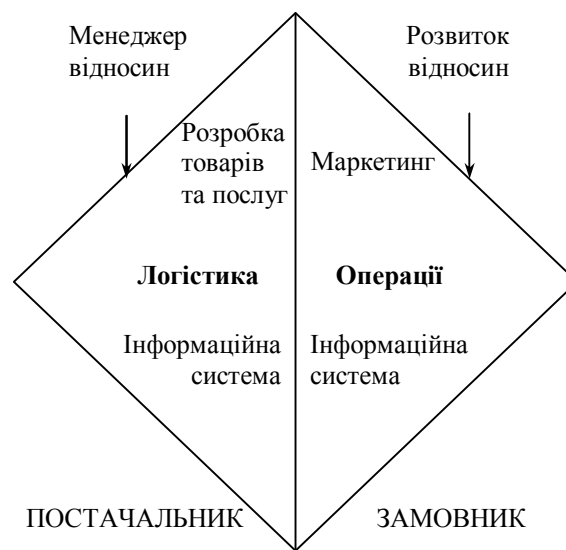 Менеджер
відносин
Розвиток
відносин
Розробка
товарів
та послуг
Маркетинг
Логістика
Операції
Інформаційна
система
Інформаційна
система
ПОСТАЧАЛЬНИК
ЗАМОВНИК